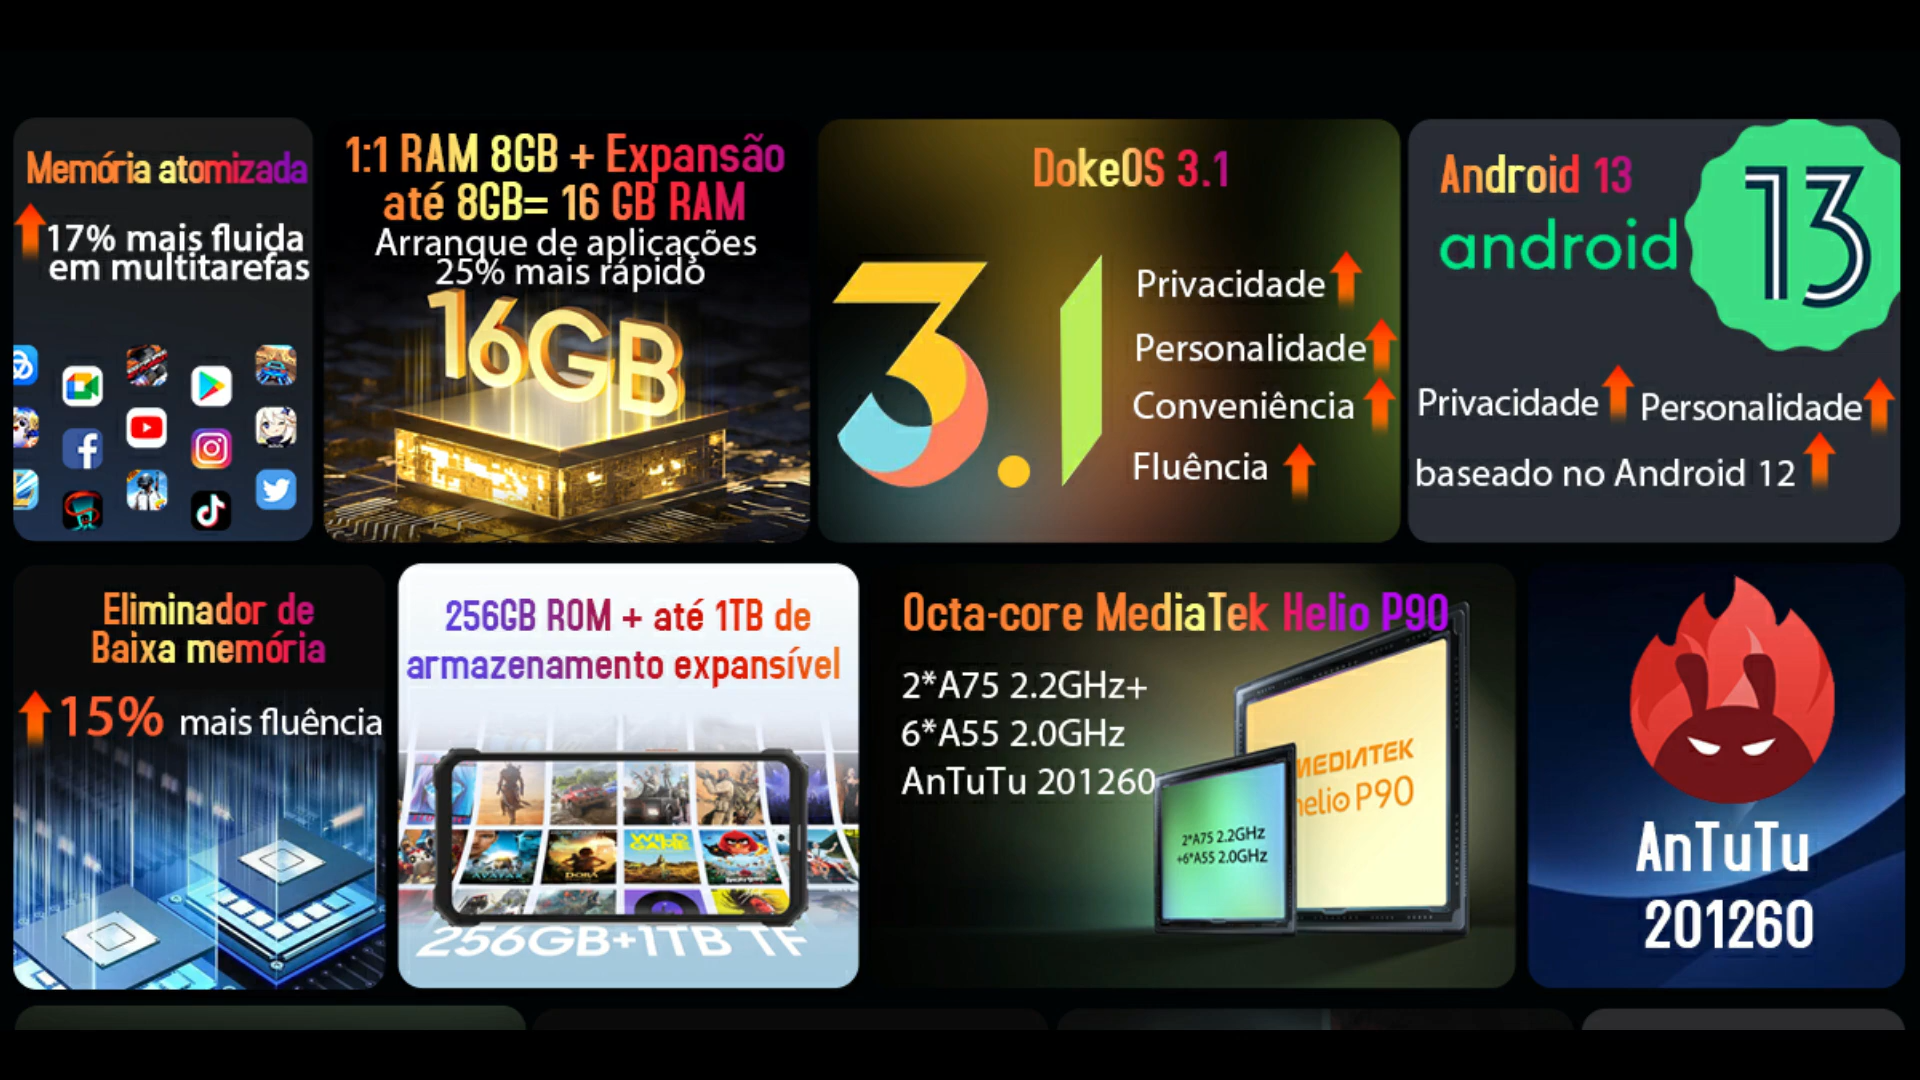 Memória atomizada
17% mais fluida
em multitarefas
1:1 RAM 8GB + Expansão
até 8GB= 16 GB RAM
Arranque de aplicações
25% mais rápido
16GB
DokeOS 3.1
3.1
Privacidade
Personalidade
Conveniência
Fluência
Android 13
android
13
Privacidade
Personalidade
baseado no Android 12
Eliminador de
Baixa memória
15% mais fluência
256GB ROM + até 1TB de
armazenamento expansível
AVATAR
DORA
WILD
GAME
256GB+1TB TF
Octa-core MediaTek Helio P90
2*A75 2.2GHz+
6*A55 2.0GHz
AnTuTu 201260
MEDIATEK
helio P90
2*A75 2.2GHz
+6*A55 2.0GHz
AnTuTu
201260